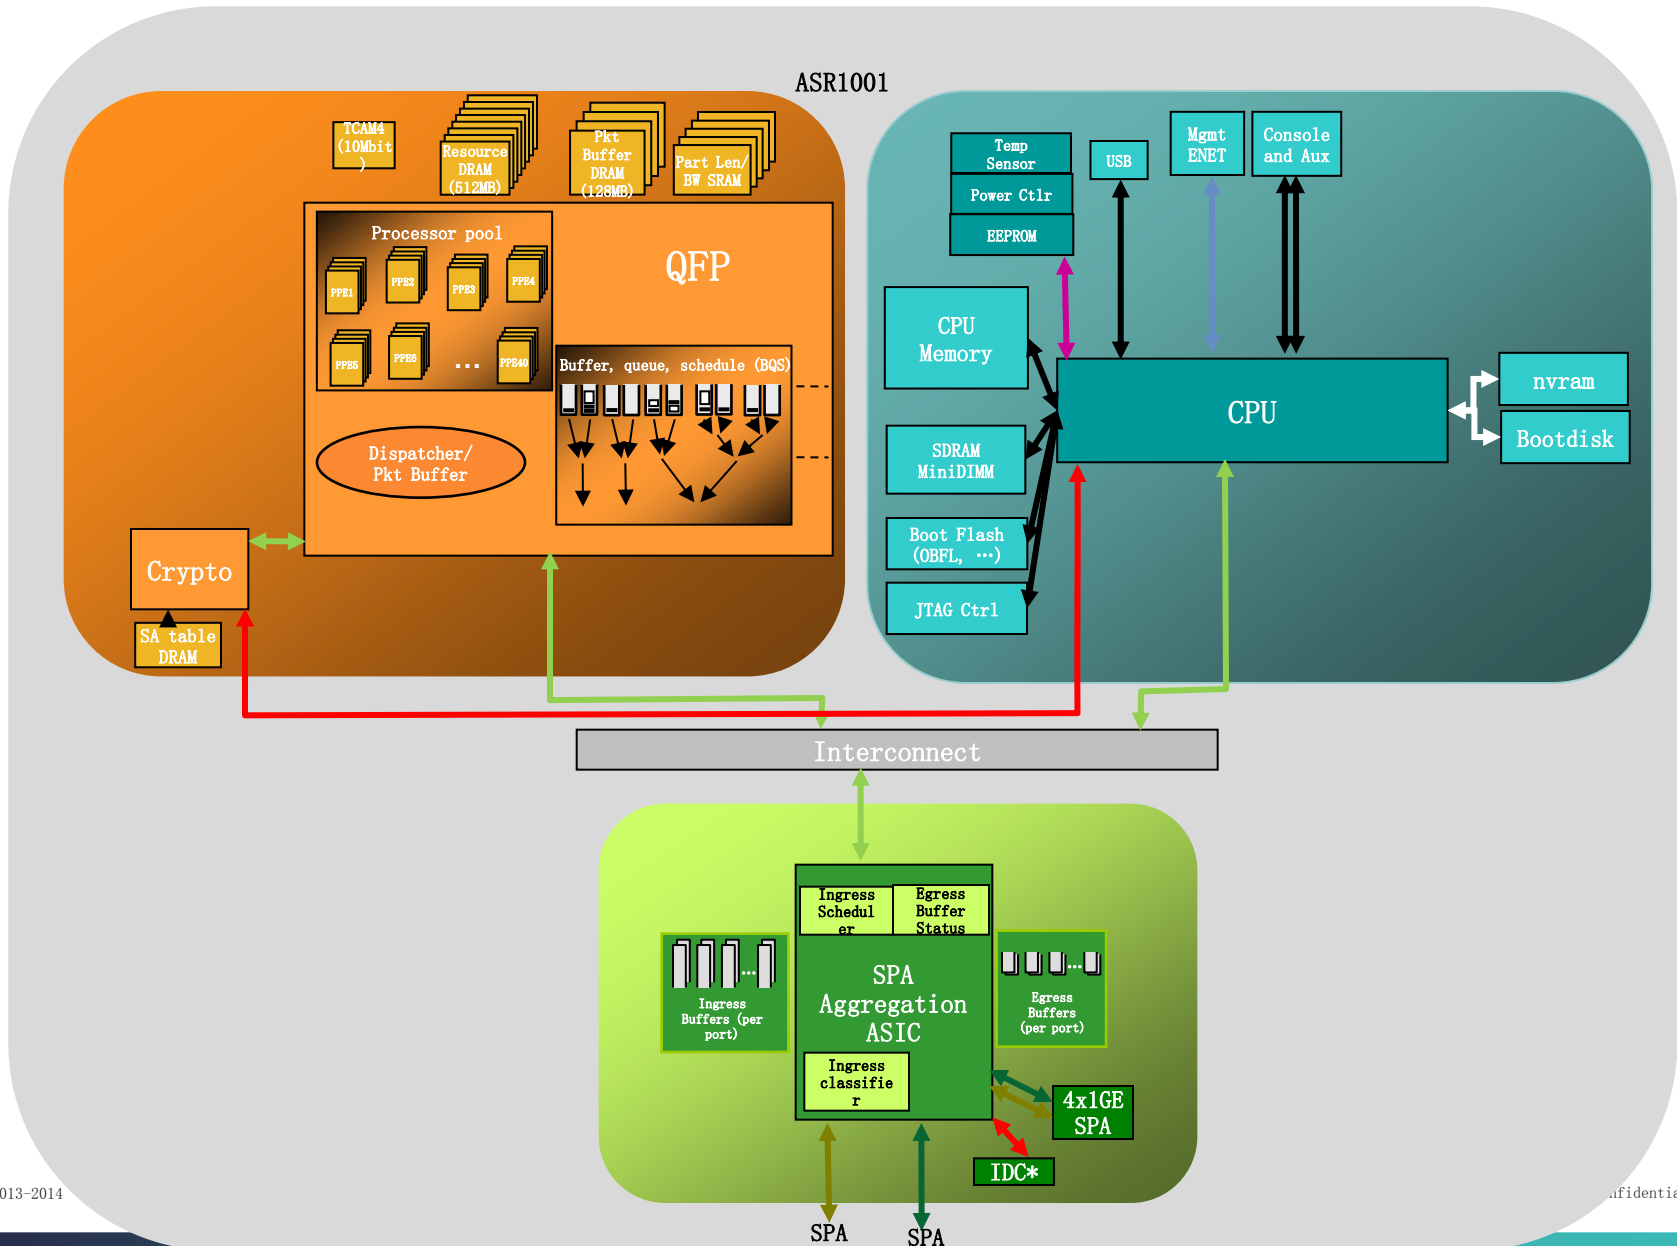 ASR1001
TCAM4
(10Mbit
)
Resource
DRAM
(512MB)
Pkt
Buffer
DRAM
(128MB)
Part Len/
BW SRAM
Processor pool
PPE1
PPE2
PPE3
PPE4
PPE5
PPE6
...
PPE40
QFP
Buffer, queue, schedule (BQS)
Dispatcher/
Pkt Buffer
Crypto
SA table
DRAM
Temp
Sensor
Power Ctlr
EEPROM
USB
Mgmt
ENET
Console
and Aux
CPU
Memory
SDRAM
MiniDIMM
Boot Flash
(OBFL, …)
JTAG Ctrl
CPU
nvram
Bootdisk
Interconnect
Ingress
Schedul
er
Egress
Buffer
Status
...
Ingress
Buffers (per
port)
SPA
Aggregation
ASIC
...
Egress
Buffers
(per port)
Ingress
classifie
r
4x1GE
SPA
IDC*
SPA
SPA
013-2014
nfidentia